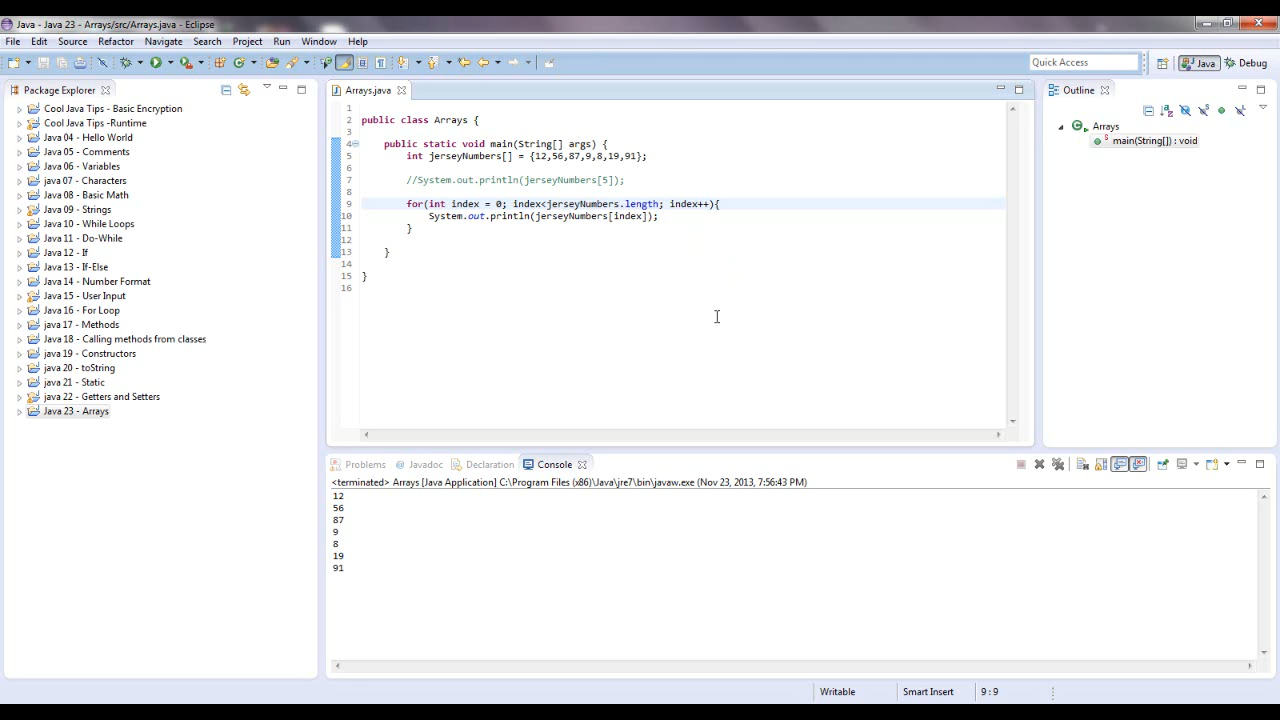 Java - Java 23 - Arrays/src/Arrays.java - Eclipse
File Edit Source Refactor Navigate Search Project Run Window Help
Quick Access
Java
Debug
Package Explorer
Cool Java Tips - Basic Encryption
Cool Java Tips -Runtime
Java 04 - Hello World
Java 05 - Comments
Java 06 - Variables
java 07 - Characters
Java 08 - Basic Math
Java 09 - Strings
Java 10 - While Loops
Java 11 - Do-While
Java 12 - If
Java 13 - If-Else
Java 14 - Number Format
Java 15 - User Input
Java 16 - For Loop
java 17 - Methods
Java 18 - Calling methods from classes
java 19 - Constructors
java 20 - toString
java 21 - Static
java 22 - Getters and Setters
Java 23 - Arrays
Arrays.java
1
2 public class Arrays {
3
4 public static void main(String[] args) {
5 int jerseyNumbers[] = {12,56,87,9,8,19,91};
6
7 //System.out.println(jerseyNumbers[5]);
8
9 for(int index = 0; index<jerseyNumbers.length; index++){
10 System.out.println(jerseyNumbers[index]);
11 }
12
13 }
14
15 }
16
Outline
Arrays
main(String[]) : void
Problems Javadoc Declaration Console
<terminated> Arrays [Java Application] C:\Program Files (x86)\Java\jre7\bin\javaw.exe (Nov 23, 2013, 7:56:43 PM)
12
56
87
9
8
19
91
Writable Smart Insert 9 : 9